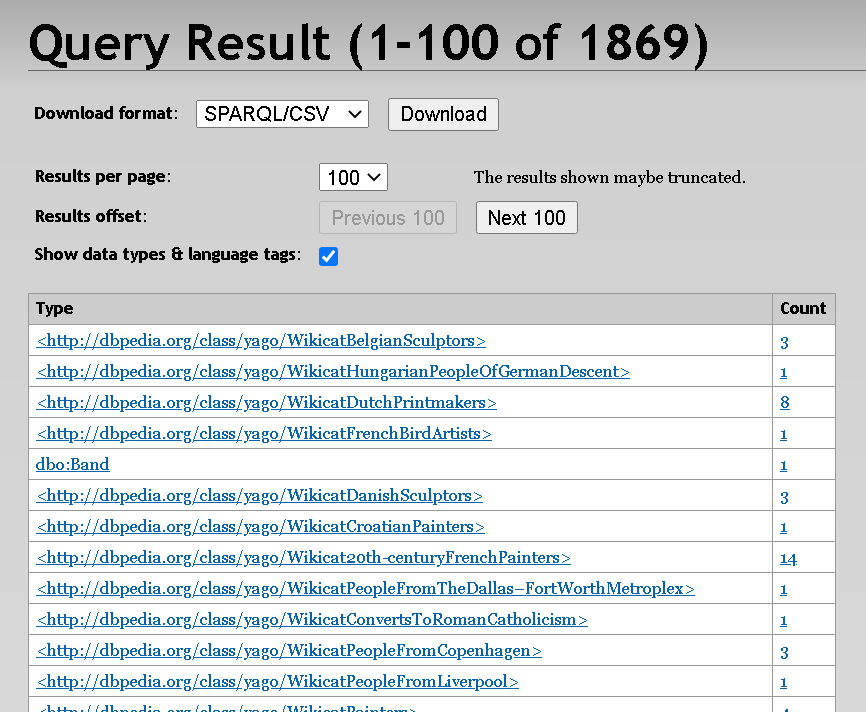 Query Result (1-100 of 1869)
Download format: SPARQL/CSV Download
Results per page: 100 The results shown maybe truncated.
Results offset: Previous 100 Next 100
Show data types & language tags:
Type Count
<http://dbpedia.org/class/yago/WikicatBelgianSculptors> 3
<http://dbpedia.org/class/yago/WikicatHungarianPeopleOfGermanDescent> 1
<http://dbpedia.org/class/yago/WikicatDutchPrintmakers> 8
<http://dbpedia.org/class/yago/WikicatFrenchBirdArtists> 1
dbo:Band 1
<http://dbpedia.org/class/yago/WikicatDanishSculptors> 3
<http://dbpedia.org/class/yago/WikicatCroatianPainters> 1
<http://dbpedia.org/class/yago/Wikicat20th-centuryFrenchPainters> 14
<http://dbpedia.org/class/yago/WikicatPeopleFromTheDallas–FortWorthMetroplex> 1
<http://dbpedia.org/class/yago/WikicatConvertsToRomanCatholicism> 1
<http://dbpedia.org/class/yago/WikicatPeopleFromCopenhagen> 3
<http://dbpedia.org/class/yago/WikicatPeopleFromLiverpool> 1
<http://dbpedia.org/class/yago/WikicatPainters>